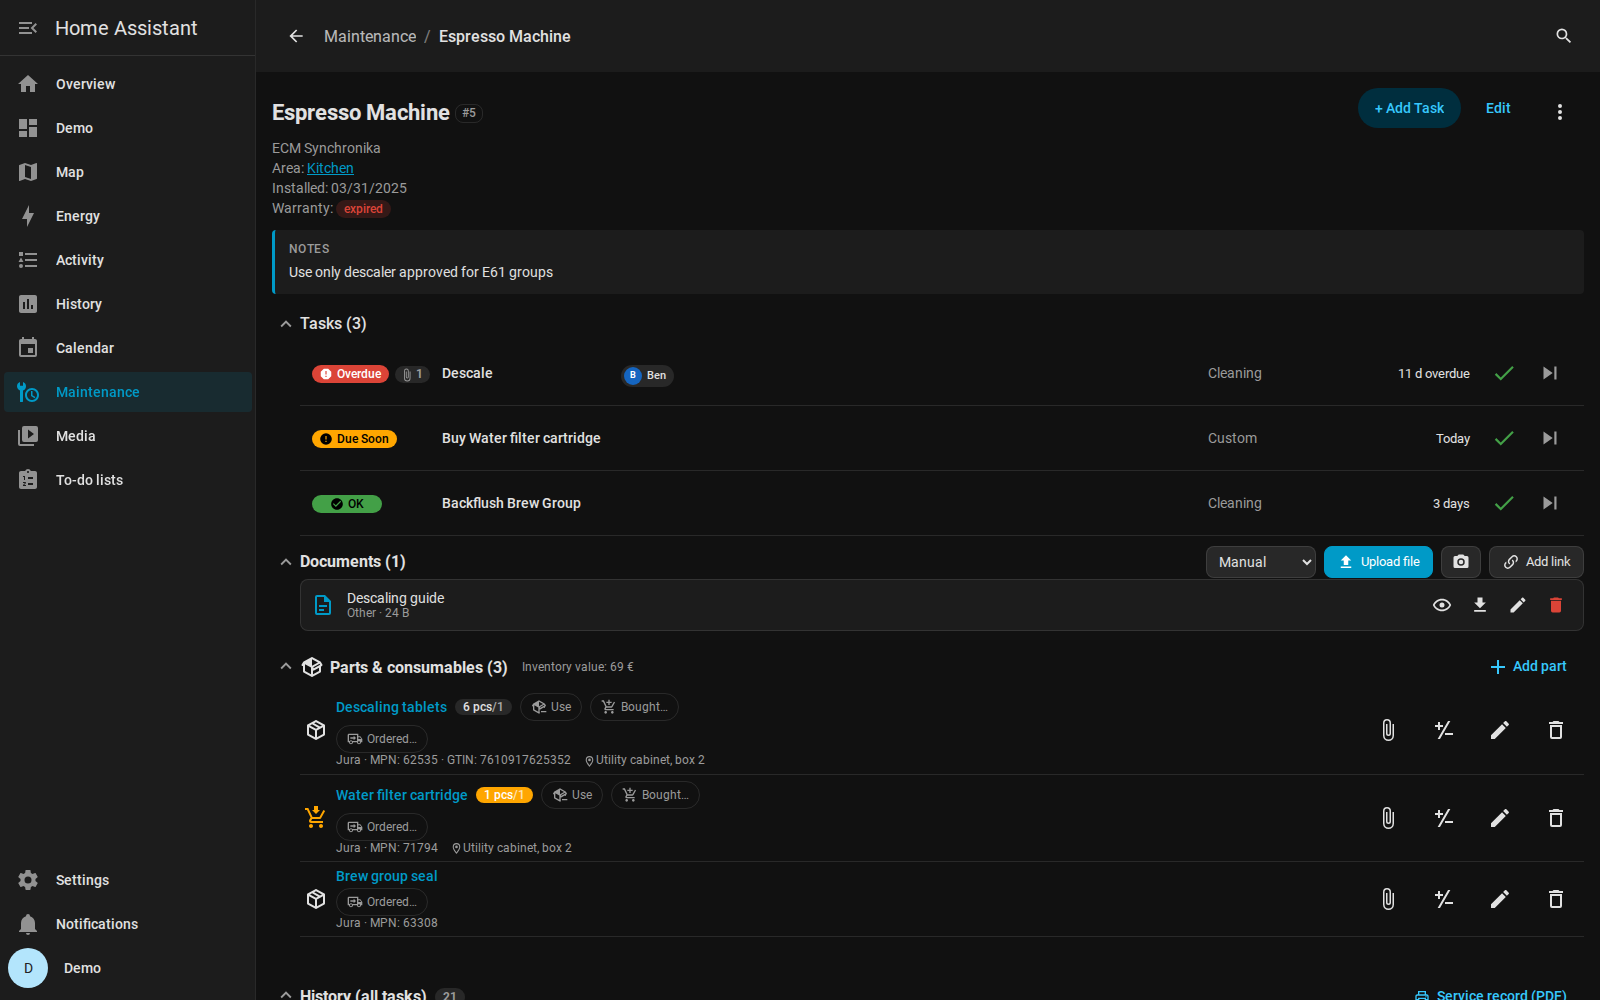 Home Assistant
Overview
Demo
Map
Energy
Activity
History
Calendar
Maintenance
Media
To-do lists
Settings
Notifications
D Demo
Maintenance / Espresso Machine
Espresso Machine #5
+ Add Task Edit
ECM Synchronika
Area: Kitchen
Installed: 03/31/2025
Warranty: expired
NOTES
Use only descaler approved for E61 groups
Tasks (3)
Overdue 1 Descale B Ben Cleaning 11 d overdue
Due Soon Buy Water filter cartridge Custom Today
OK Backflush Brew Group Cleaning 3 days
Documents (1) Manual Upload file Add link
Descaling guide
Other · 24 B
Parts & consumables (3) Inventory value: 69 € Add part
Descaling tablets 6 pcs/1 Use Bought…
Ordered…
Jura · MPN: 62535 · GTIN: 7610917625352 Utility cabinet, box 2
Water filter cartridge 1 pcs/1 Use Bought…
Ordered…
Jura · MPN: 71794 Utility cabinet, box 2
Brew group seal
Ordered…
Jura · MPN: 63308
History (all tasks) 21 Service record (PDF)